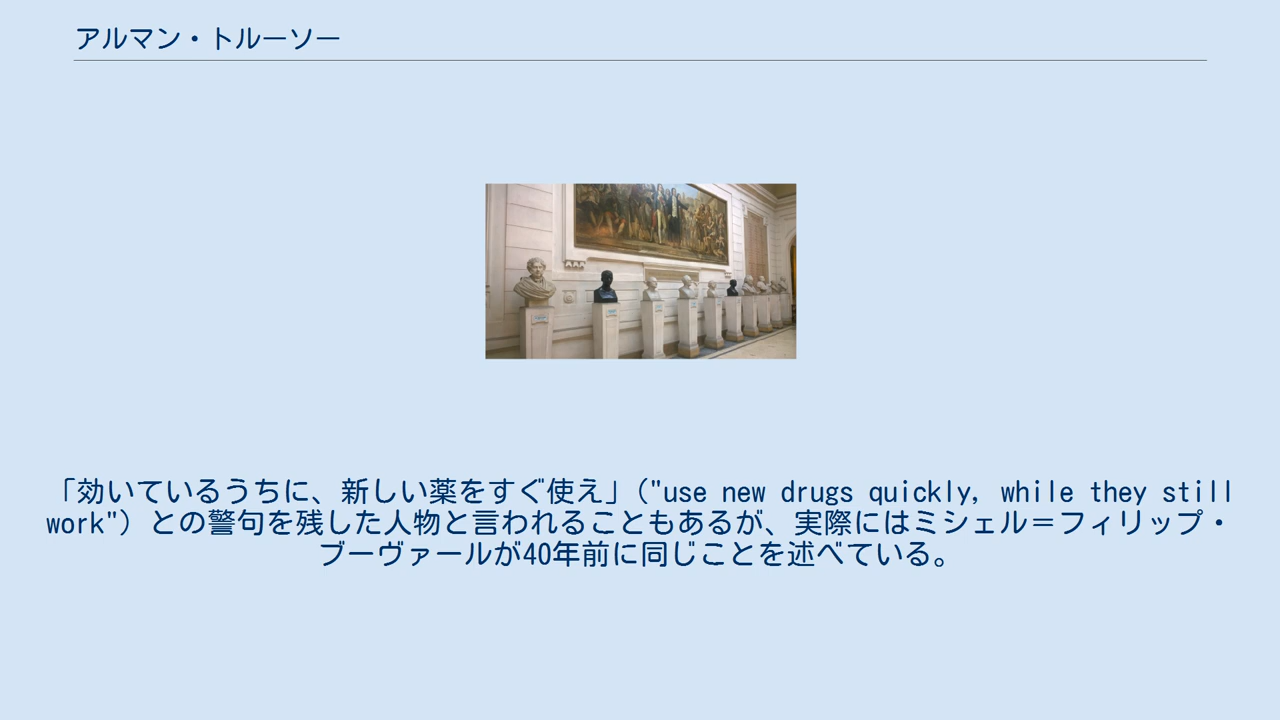 アルマン・トルーソー
「効いているうちに、新しい薬をすぐ使え」("use new drugs quickly, while they still
work"）との警句を残した人物と言われることもあるが、実際にはミシェル＝フィリップ・
ブーヴァールが40年前に同じことを述べている。